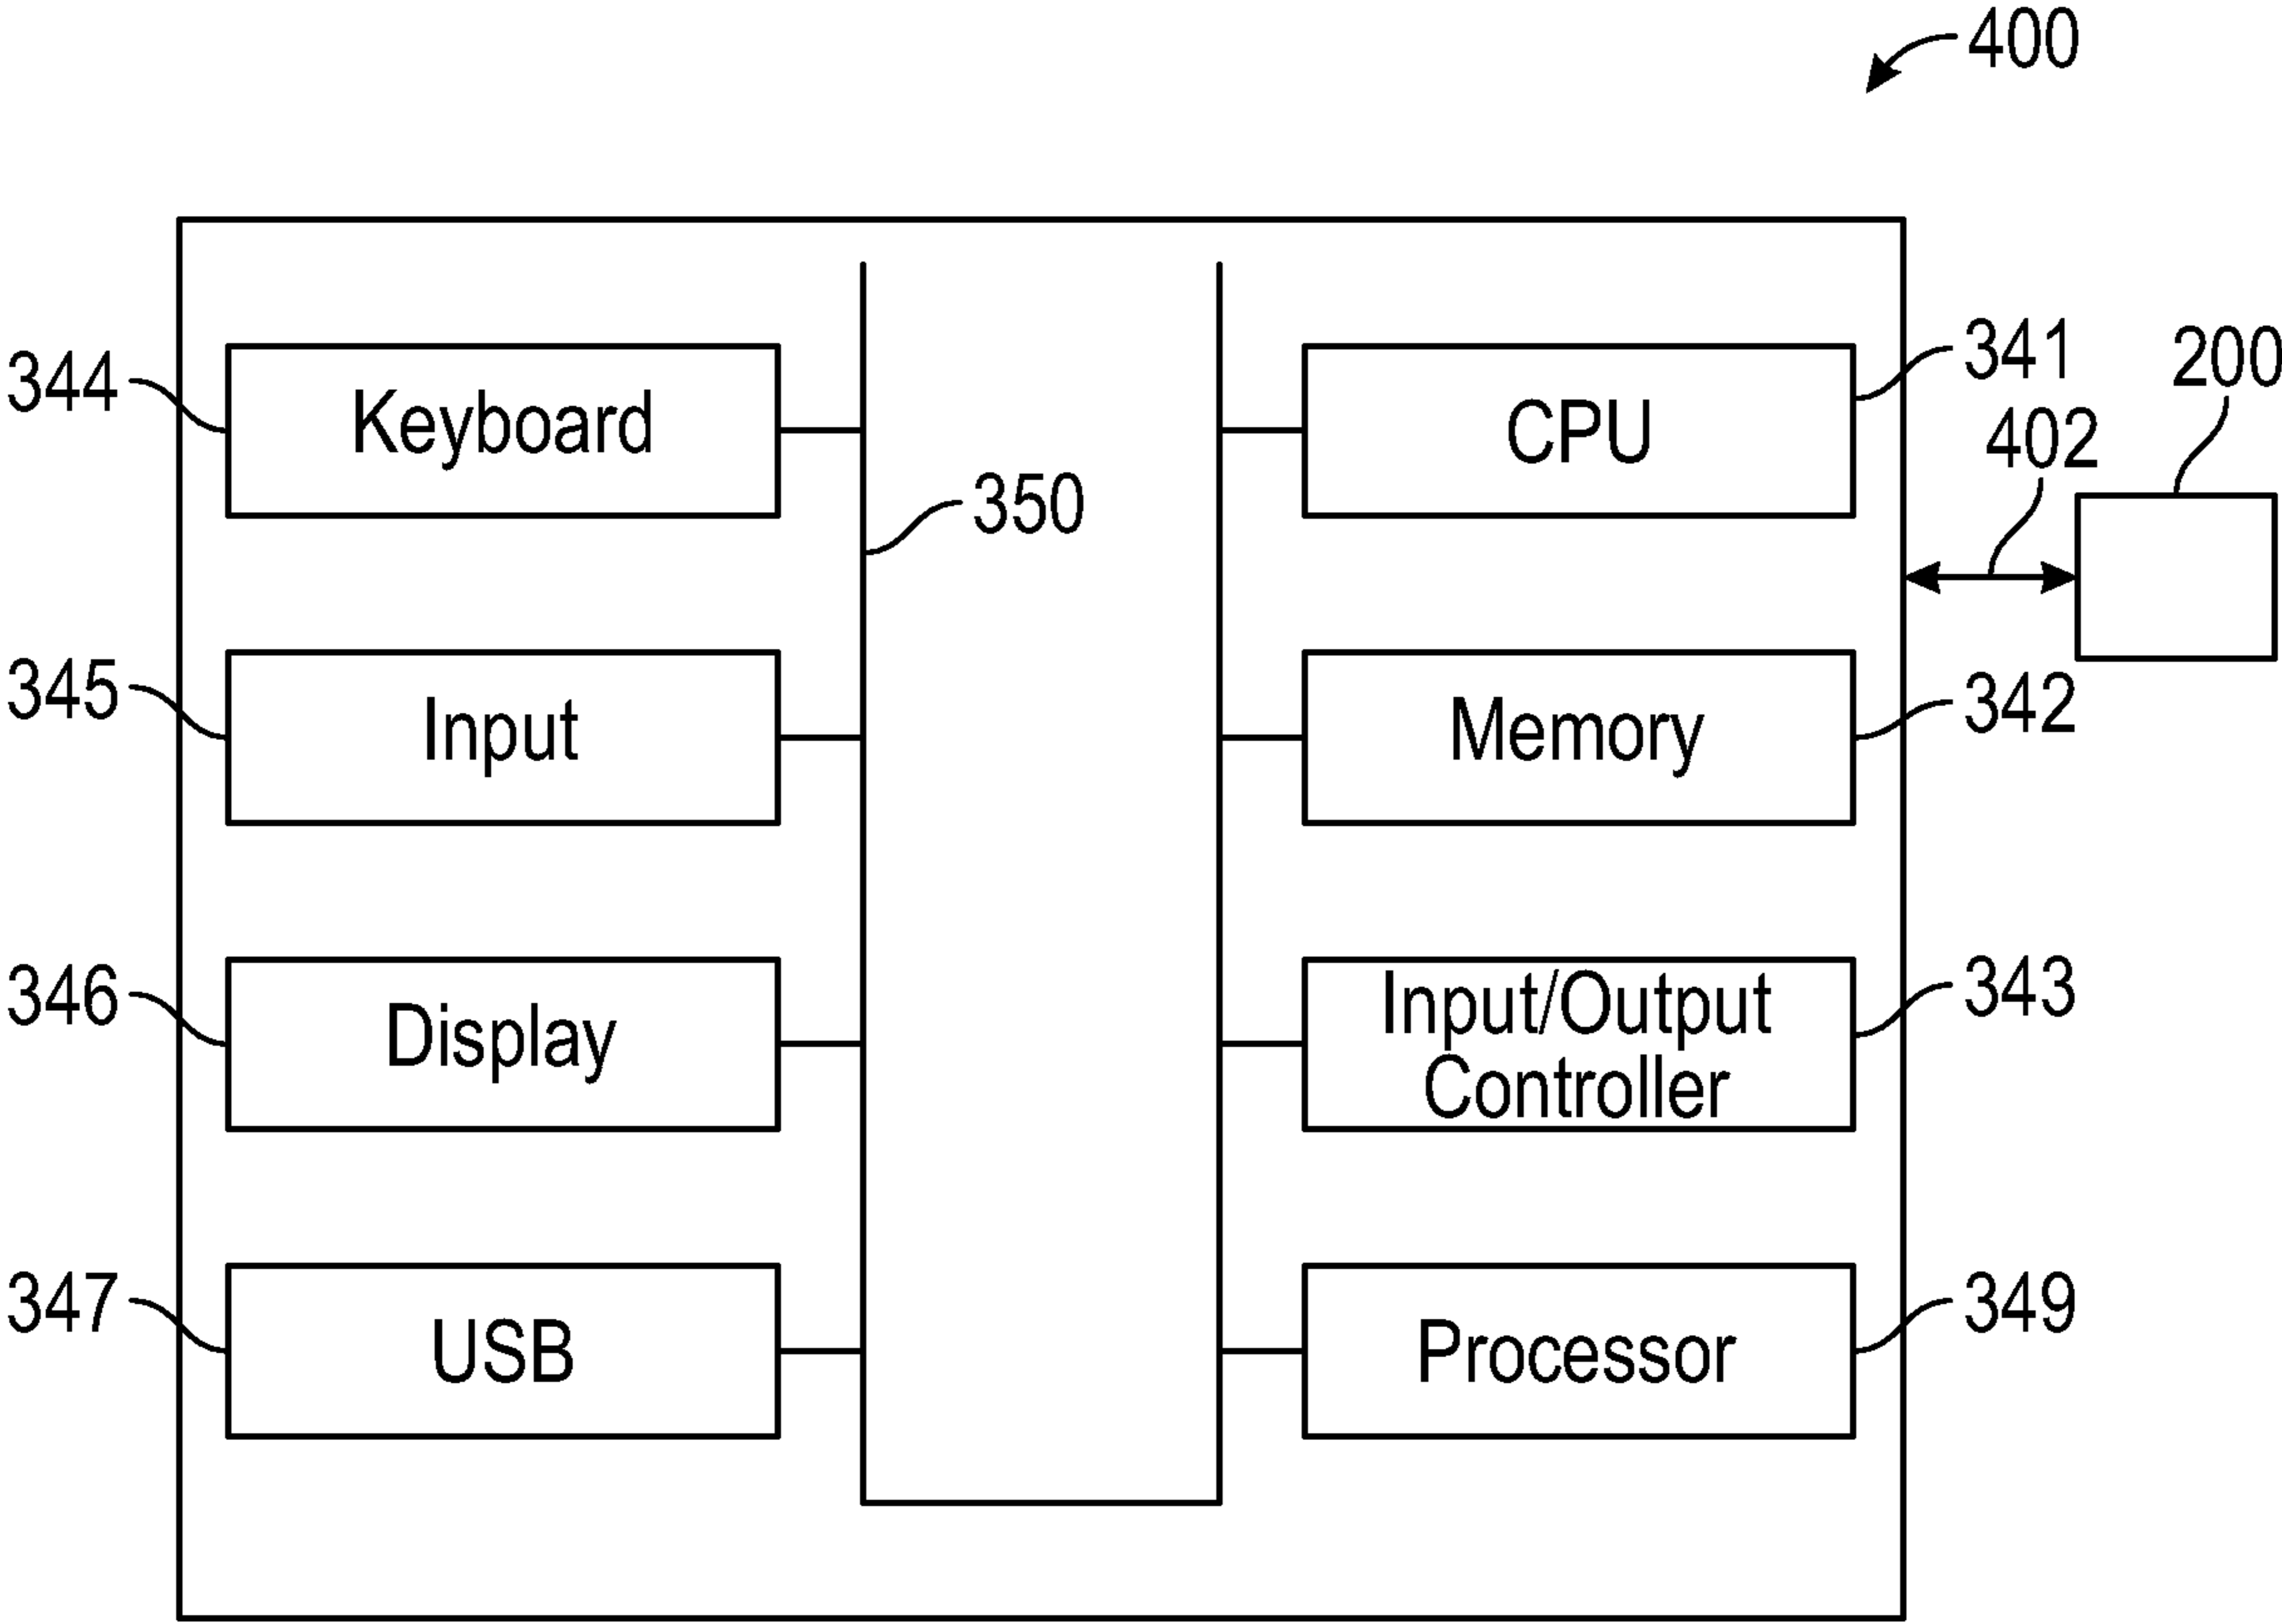 400
344
Keyboard
350
CPU
341
402
200
345
Input
Memory
342
346
Display
Input/Output
Controller
343
347
USB
Processor
349